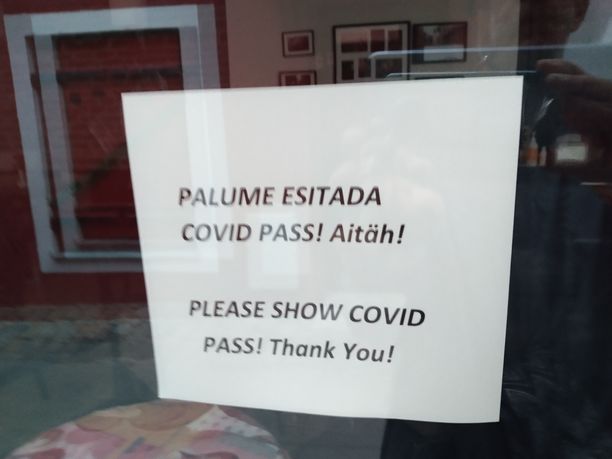 PALUME ESITADA
COVID PASS! Aitäh!
PLEASE SHOW COVID
PASS! Thank You!